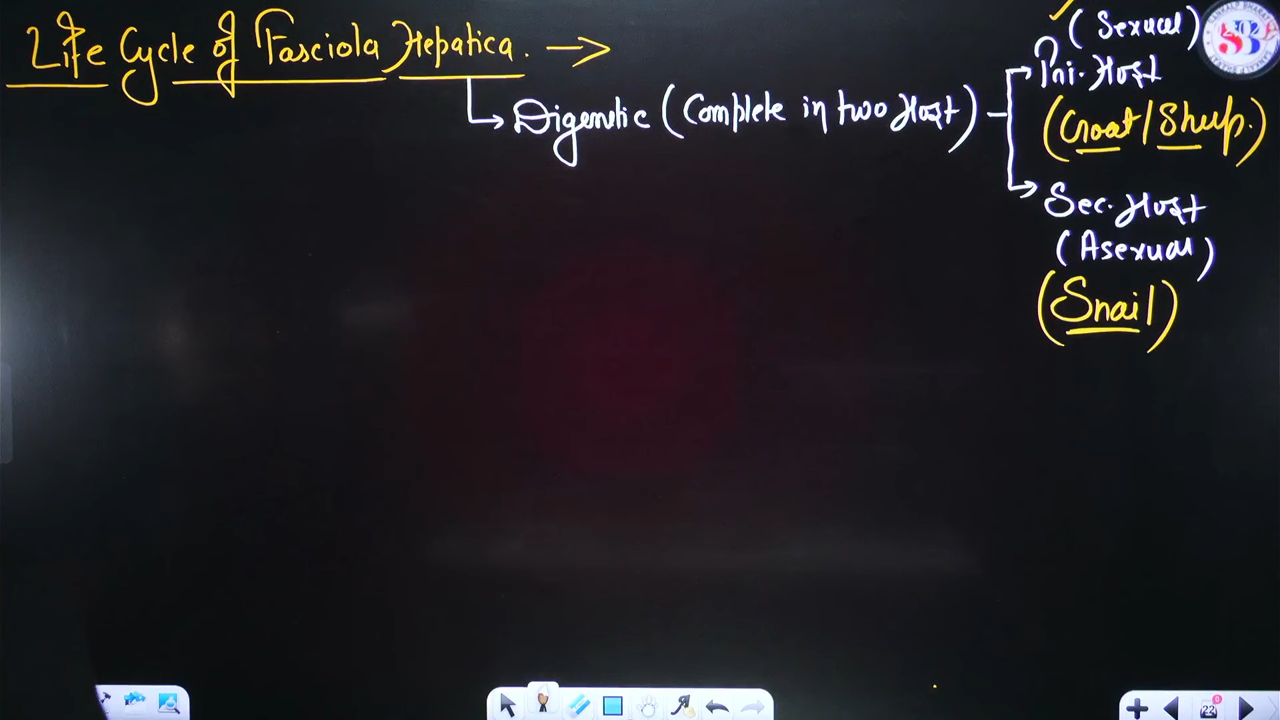 Life Cycle of Fasciola Hepatica. →
Digenetic (Complete in two Host)
(Sexual)
Pri. Host
(Goat/Sheep.)
Sec. Host
(Asexual)
(Snail)